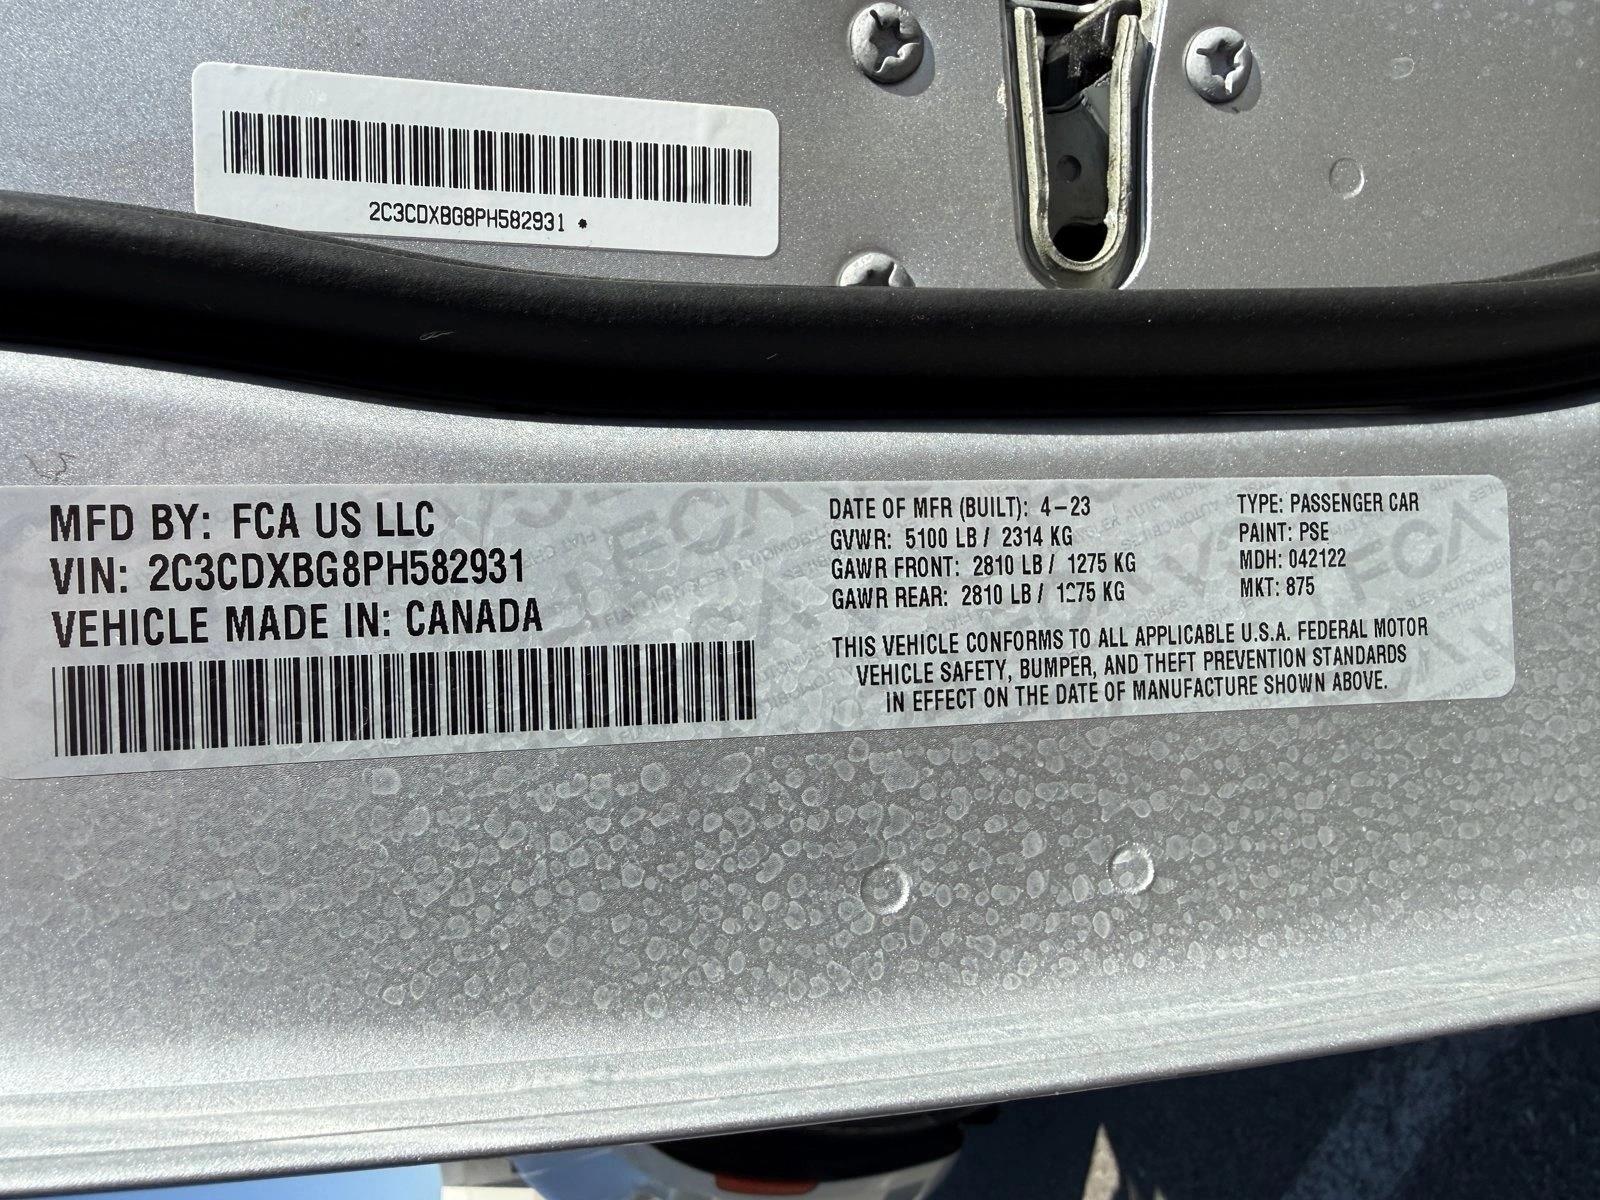 2C3CDXBG8PH582931 *
MFD BY: FCA US LLC
VIN: 2C3CDXBG8PH582931
VEHICLE MADE IN: CANADA
DATE OF MFR (BUILT): 4-23
GVWR: 5100 LB / 2314 KG
GAWR FRONT: 2810 LB / 1275 KG
GAWR REAR: 2810 LB / 1275 KG
TYPE: PASSENGER CAR
PAINT: PSE
MDH: 042122
MKT: 875
THIS VEHICLE CONFORMS TO ALL APPLICABLE U.S.A. FEDERAL MOTOR
VEHICLE SAFETY, BUMPER, AND THEFT PREVENTION STANDARDS
IN EFFECT ON THE DATE OF MANUFACTURE SHOWN ABOVE.